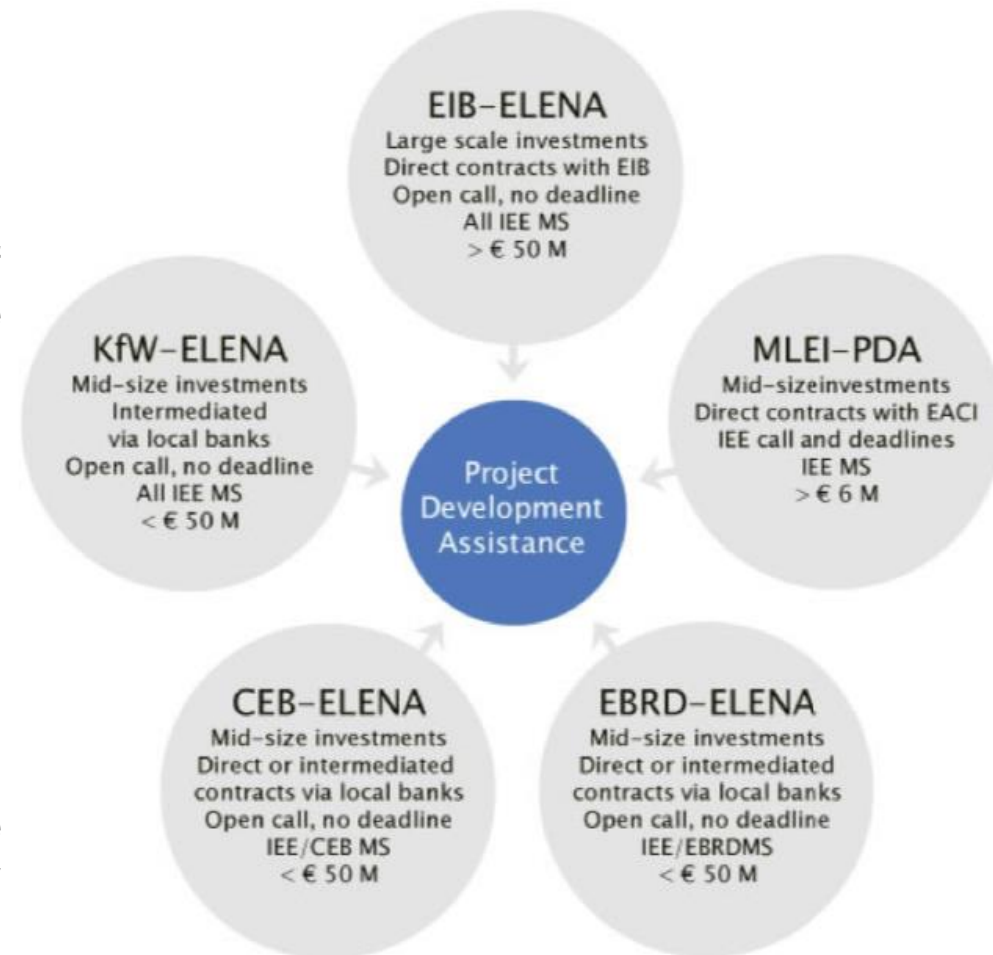 EIB-ELENA
Large scale investments
Direct contracts with EIB
Open call, no deadline
All IEE MS
> € 50 M
KfW-ELENA
Mid-size investments
Intermediated
via local banks
Open call, no deadline
All IEE MS
< € 50 M
MLEI-PDA
Mid-sizeinvestments
Direct contracts with EACI
IEE call and deadlines
IEE MS
> € 6 M
Project
Development
Assistance
CEB-ELENA
Mid-size investments
Direct or intermediated
contracts via local banks
Open call, no deadline
IEE/CEB MS
< € 50 M
EBRD-ELENA
Mid-size investments
Direct or intermediated
contracts via local banks
Open call, no deadline
IEE/EBRDMS
< € 50 M